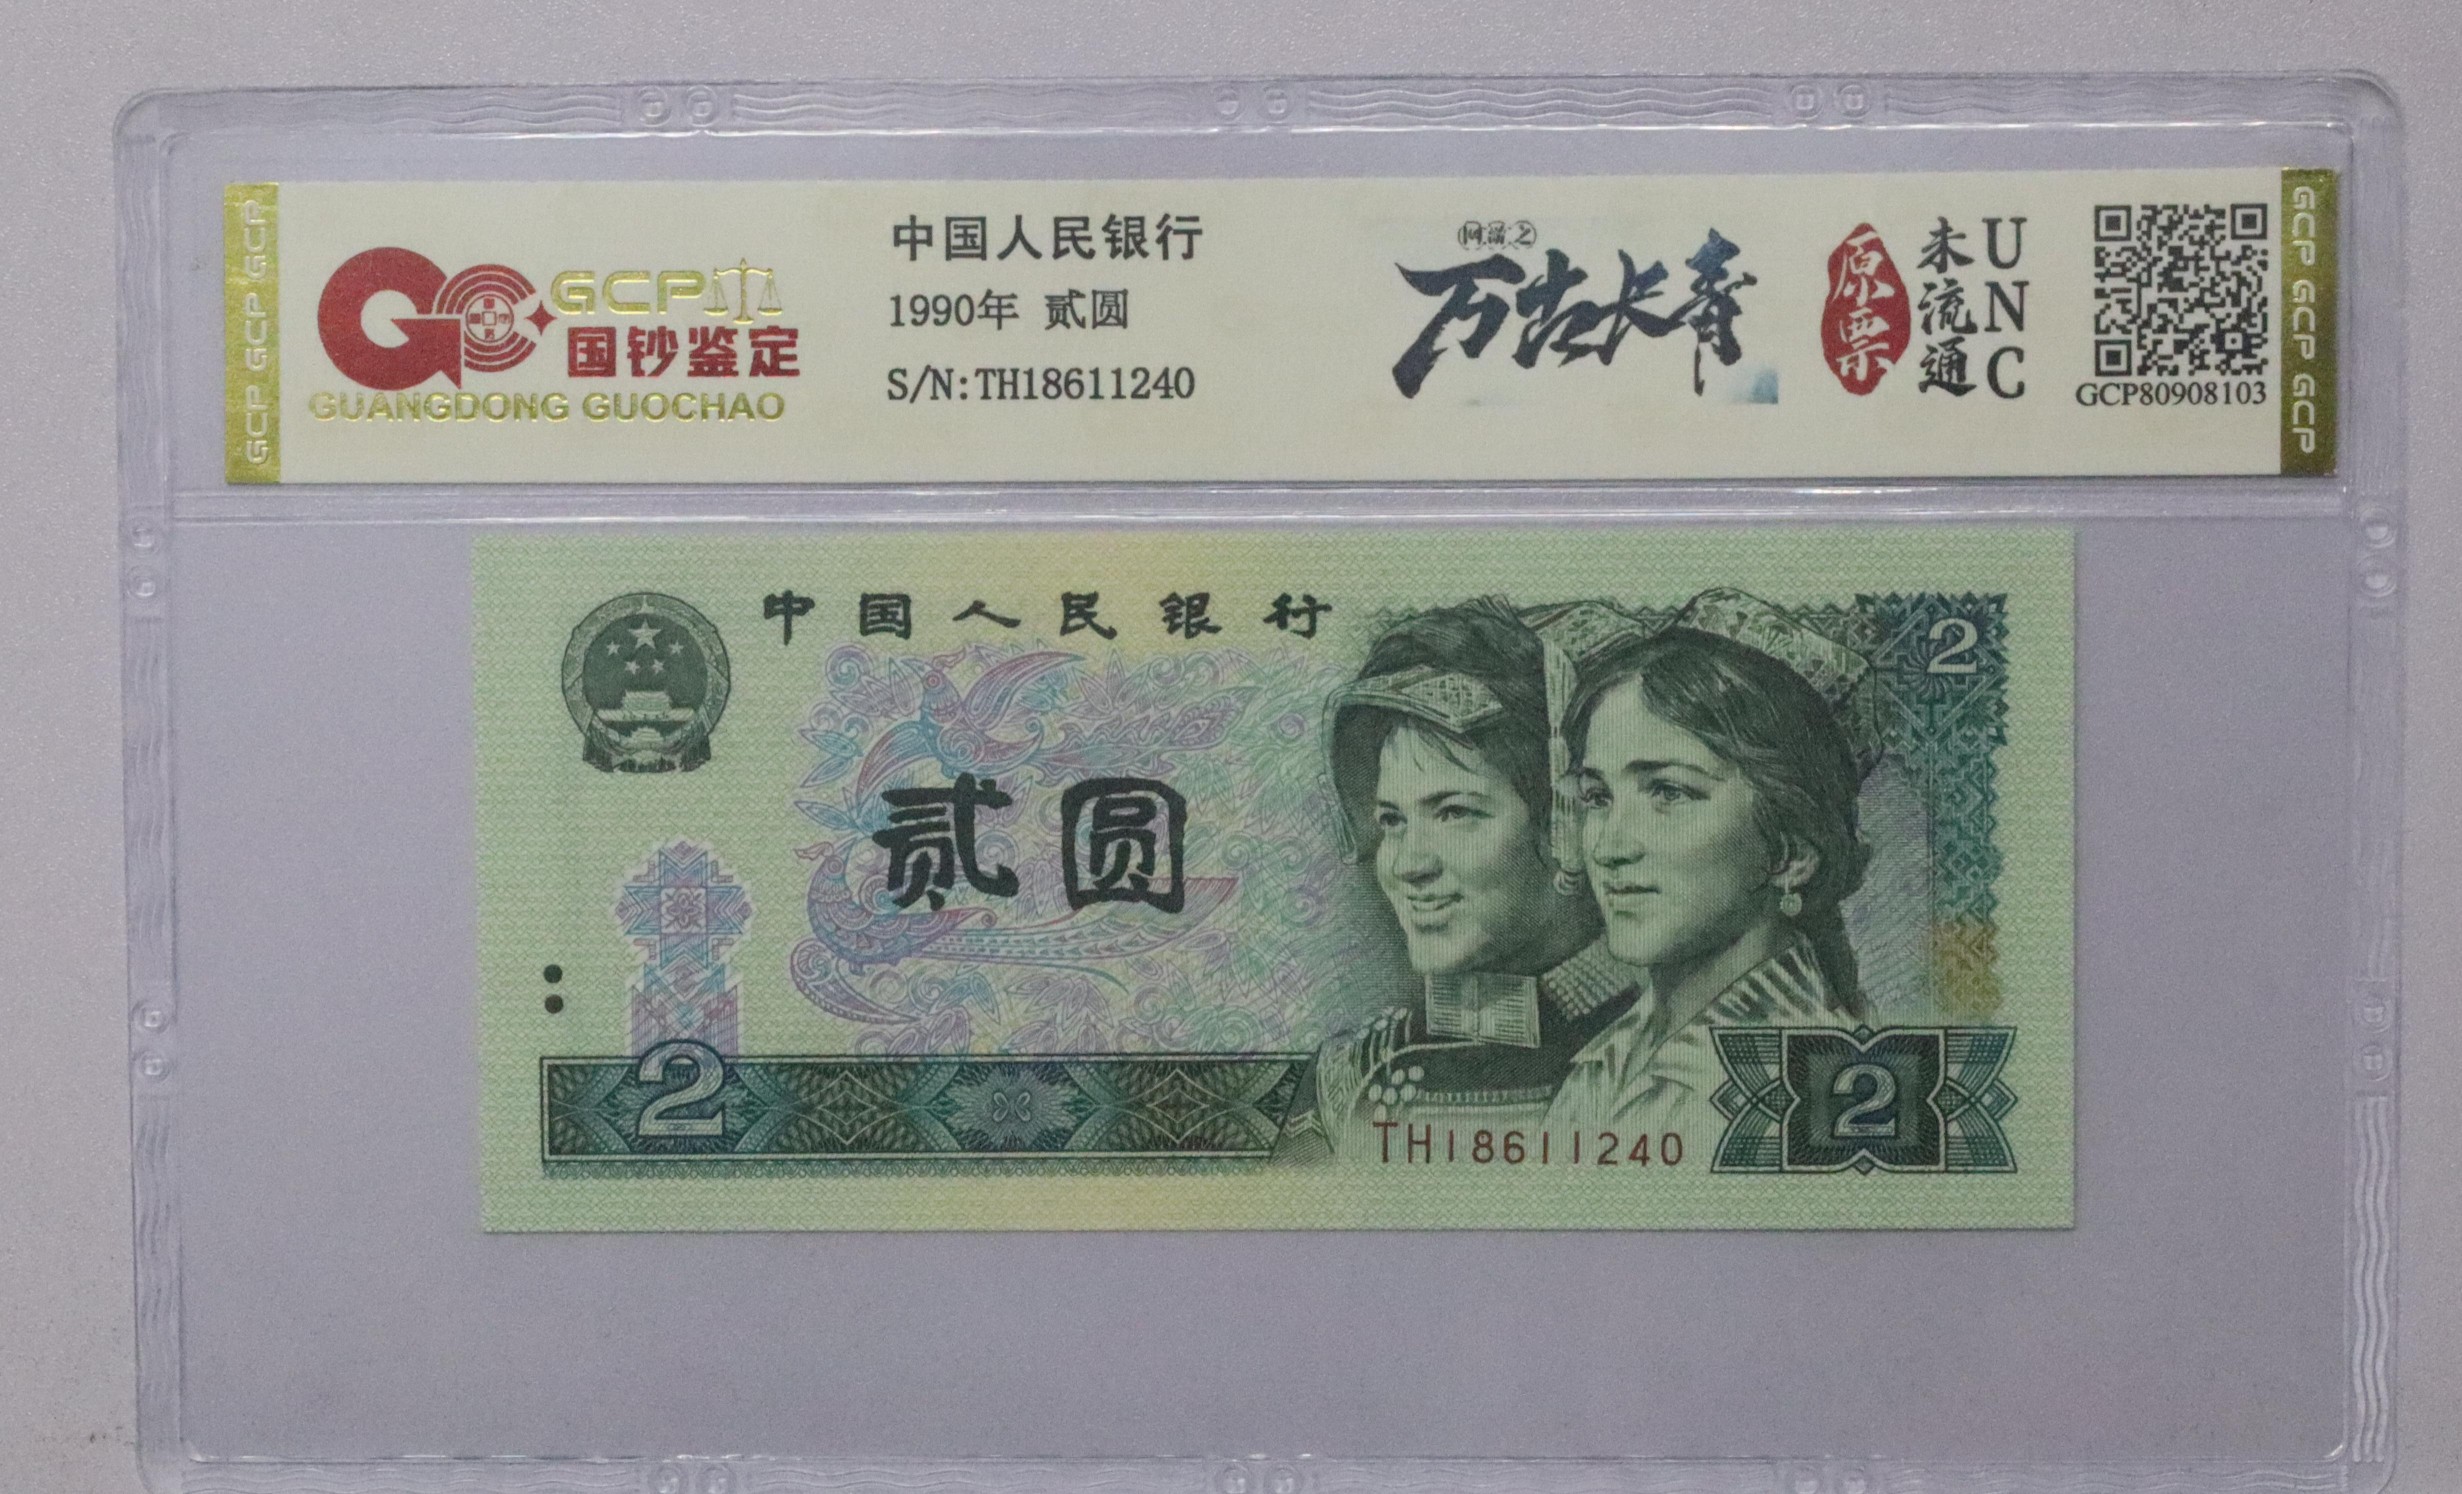 GCP GCP GCP
GCP
国钞鉴定
GUANGDONG GUOCHAO
中国人民银行
1990年 贰圆
S/N:TH18611240
万古长青
原票
未流通
UNC
GCP80908103
GCP GCP GCP
中国人民银行
2
贰圆
2
TH18611240
2